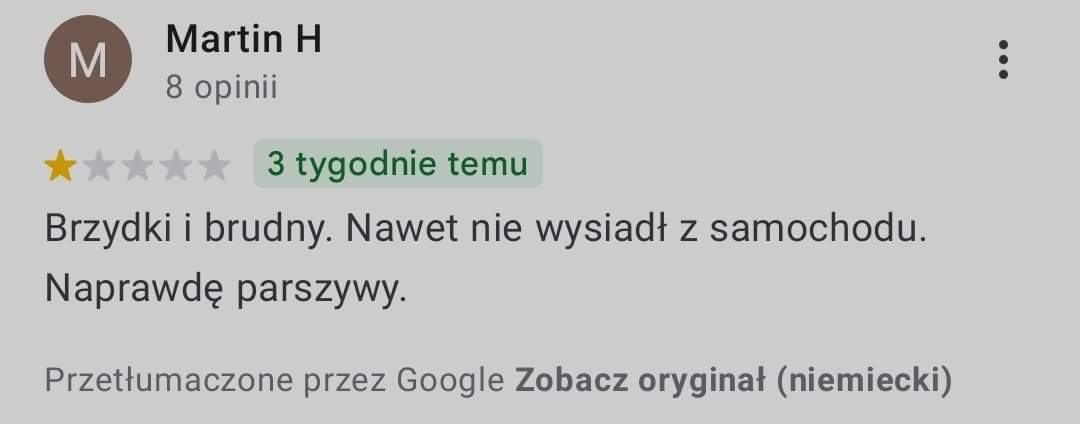 M
Martin H
8 opinii
3 tygodnie temu
Brzydki i brudny. Nawet nie wysiadł z samochodu.
Naprawdę parszywy.
Przetłumaczone przez Google Zobacz oryginał (niemiecki)